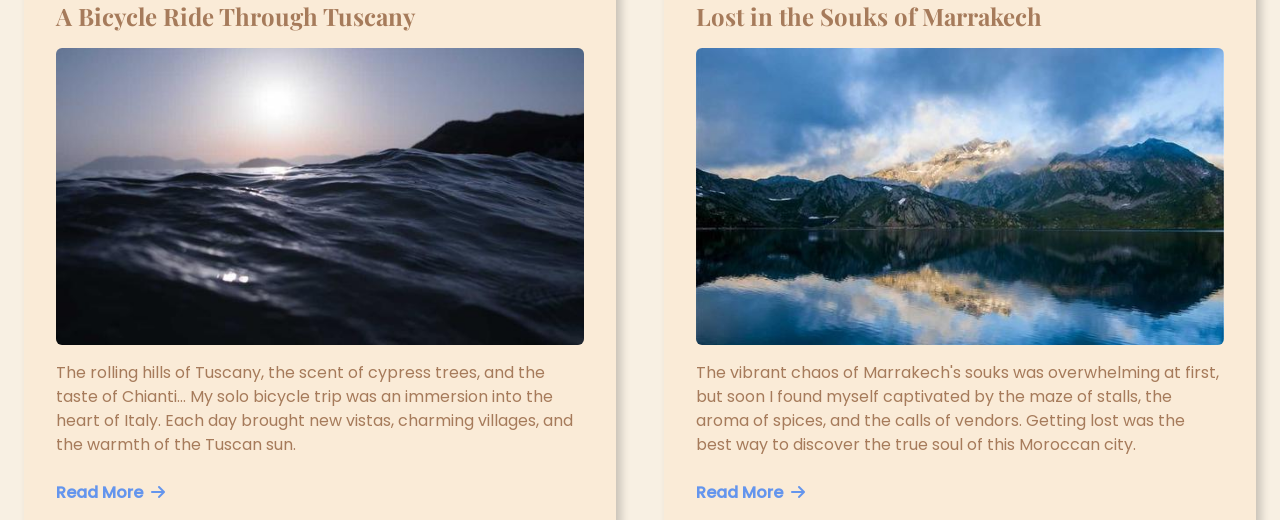 A Bicycle Ride Through Tuscany
The rolling hills of Tuscany, the scent of cypress trees, and the
taste of Chianti... My solo bicycle trip was an immersion into the
heart of Italy. Each day brought new vistas, charming villages, and
the warmth of the Tuscan sun.
Read More →
Lost in the Souks of Marrakech
The vibrant chaos of Marrakech's souks was overwhelming at first,
but soon I found myself captivated by the maze of stalls, the
aroma of spices, and the calls of vendors. Getting lost was the
best way to discover the true soul of this Moroccan city.
Read More →